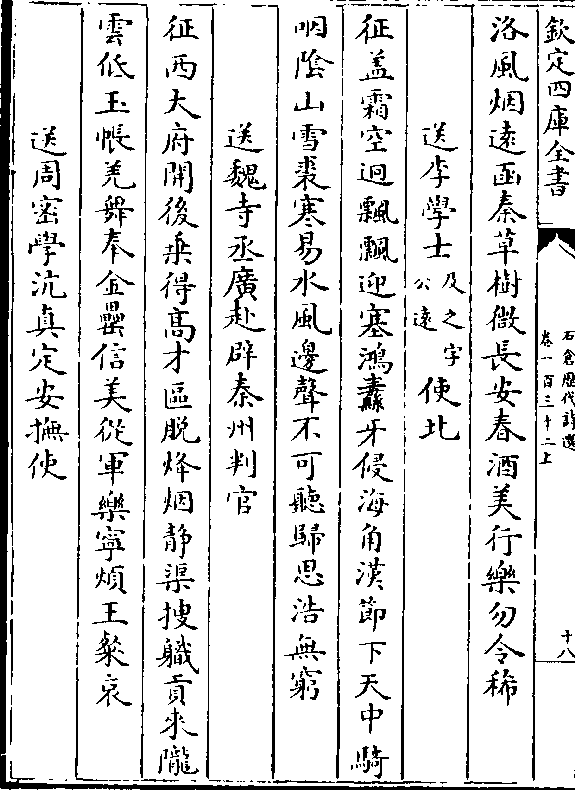 欽定四庫全書
石倉歷代詩選
卷一百三十二上
十八
洛風烟遠函秦草樹微長安春酒美行樂勿令稀
送李學士及之字公遠使北
征蓋霜空迥飄飄迎塞鴻纛牙侵海角漢節下天中騎
咽陰山雪裘寒易水風邊聲不可聽歸思浩無窮
送魏寺丞廣赴辟秦州判官
征西大府開後乗得髙才區脱烽烟静渠搜職貢来隴
雲低玉帳羌舞奉金罍信美從軍樂寧煩王粲哀
送周宻學沆真定安撫使